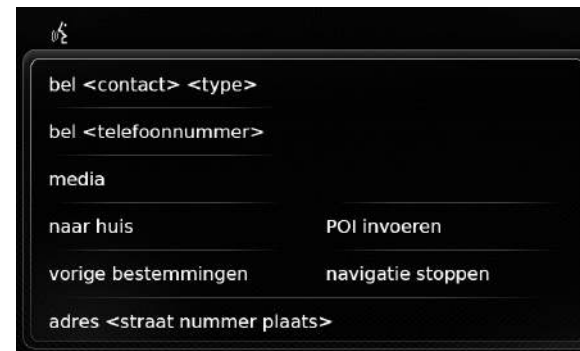 bel <contact> <type>
bel <telefoonnummer>
media
naar huis POI invoeren
vorige bestemmingen navigatie stoppen
adres <straat nummer plaats>